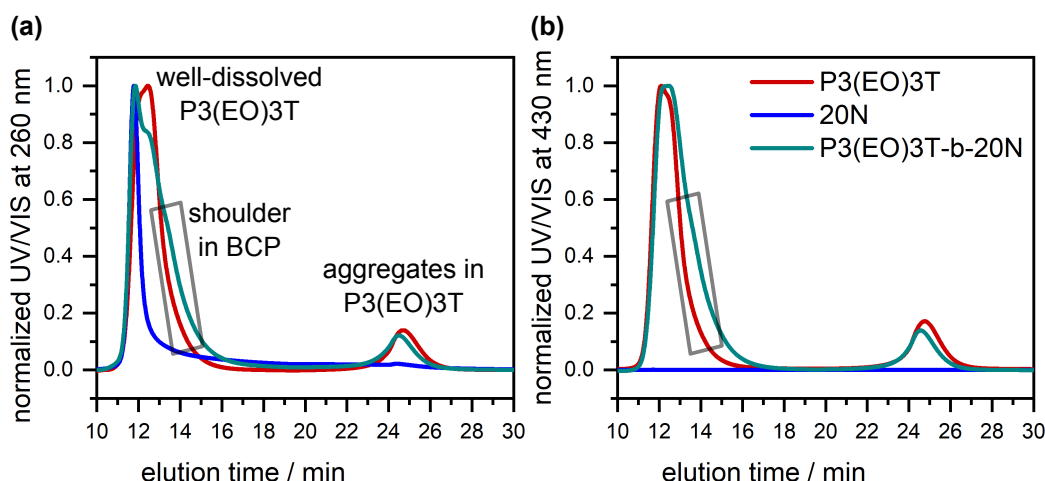 (a)
normalized UV/VIS at 260 nm
1.0
0.8
0.6
0.4
0.2
0.0
well-dissolved
P3(EO)3T
shoulder
in BCP
aggregates in
P3(EO)3T
10 12 14 16 18 20 22 24 26 28 30
elution time / min
(b)
normalized UV/VIS at 430 nm
1.0
0.8
0.6
0.4
0.2
0.0
P3(EO)3T
20N
P3(EO)3T-b-20N
10 12 14 16 18 20 22 24 26 28 30
elution time / min